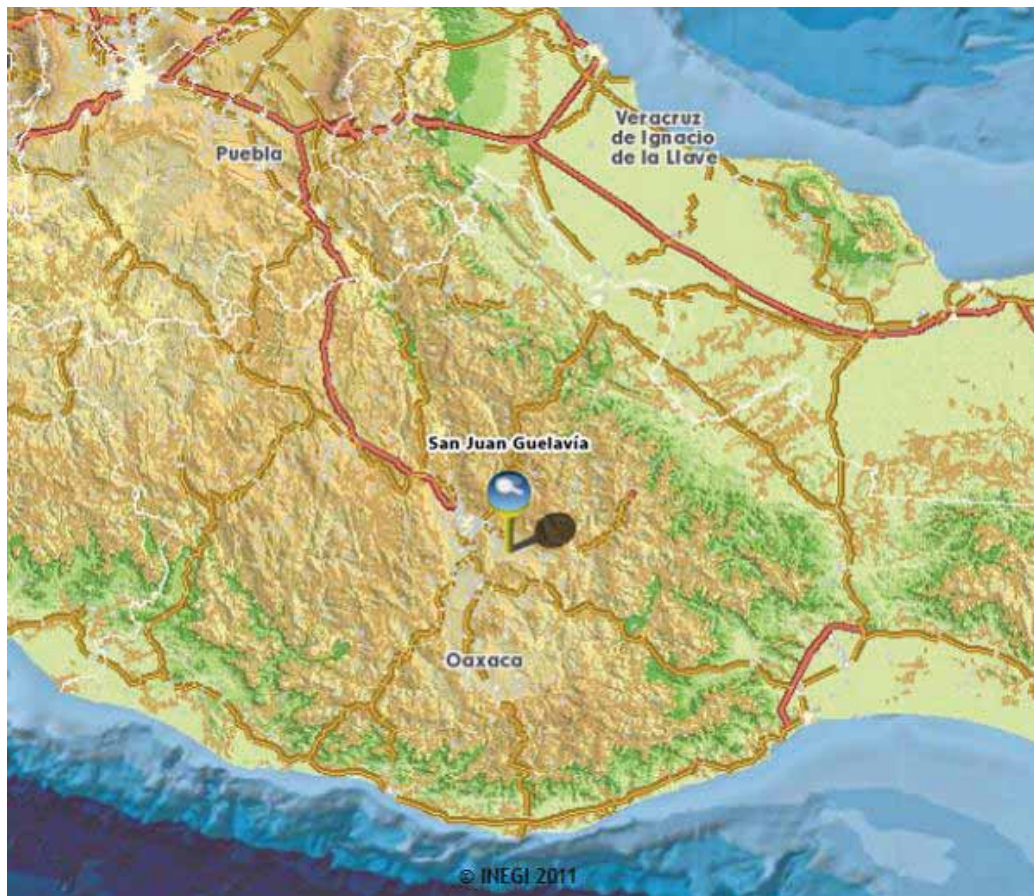 Veracruz
de Ignacio
de la Llave
Puebla
San Juan Guelavía
Oaxaca
© INEGI 2011